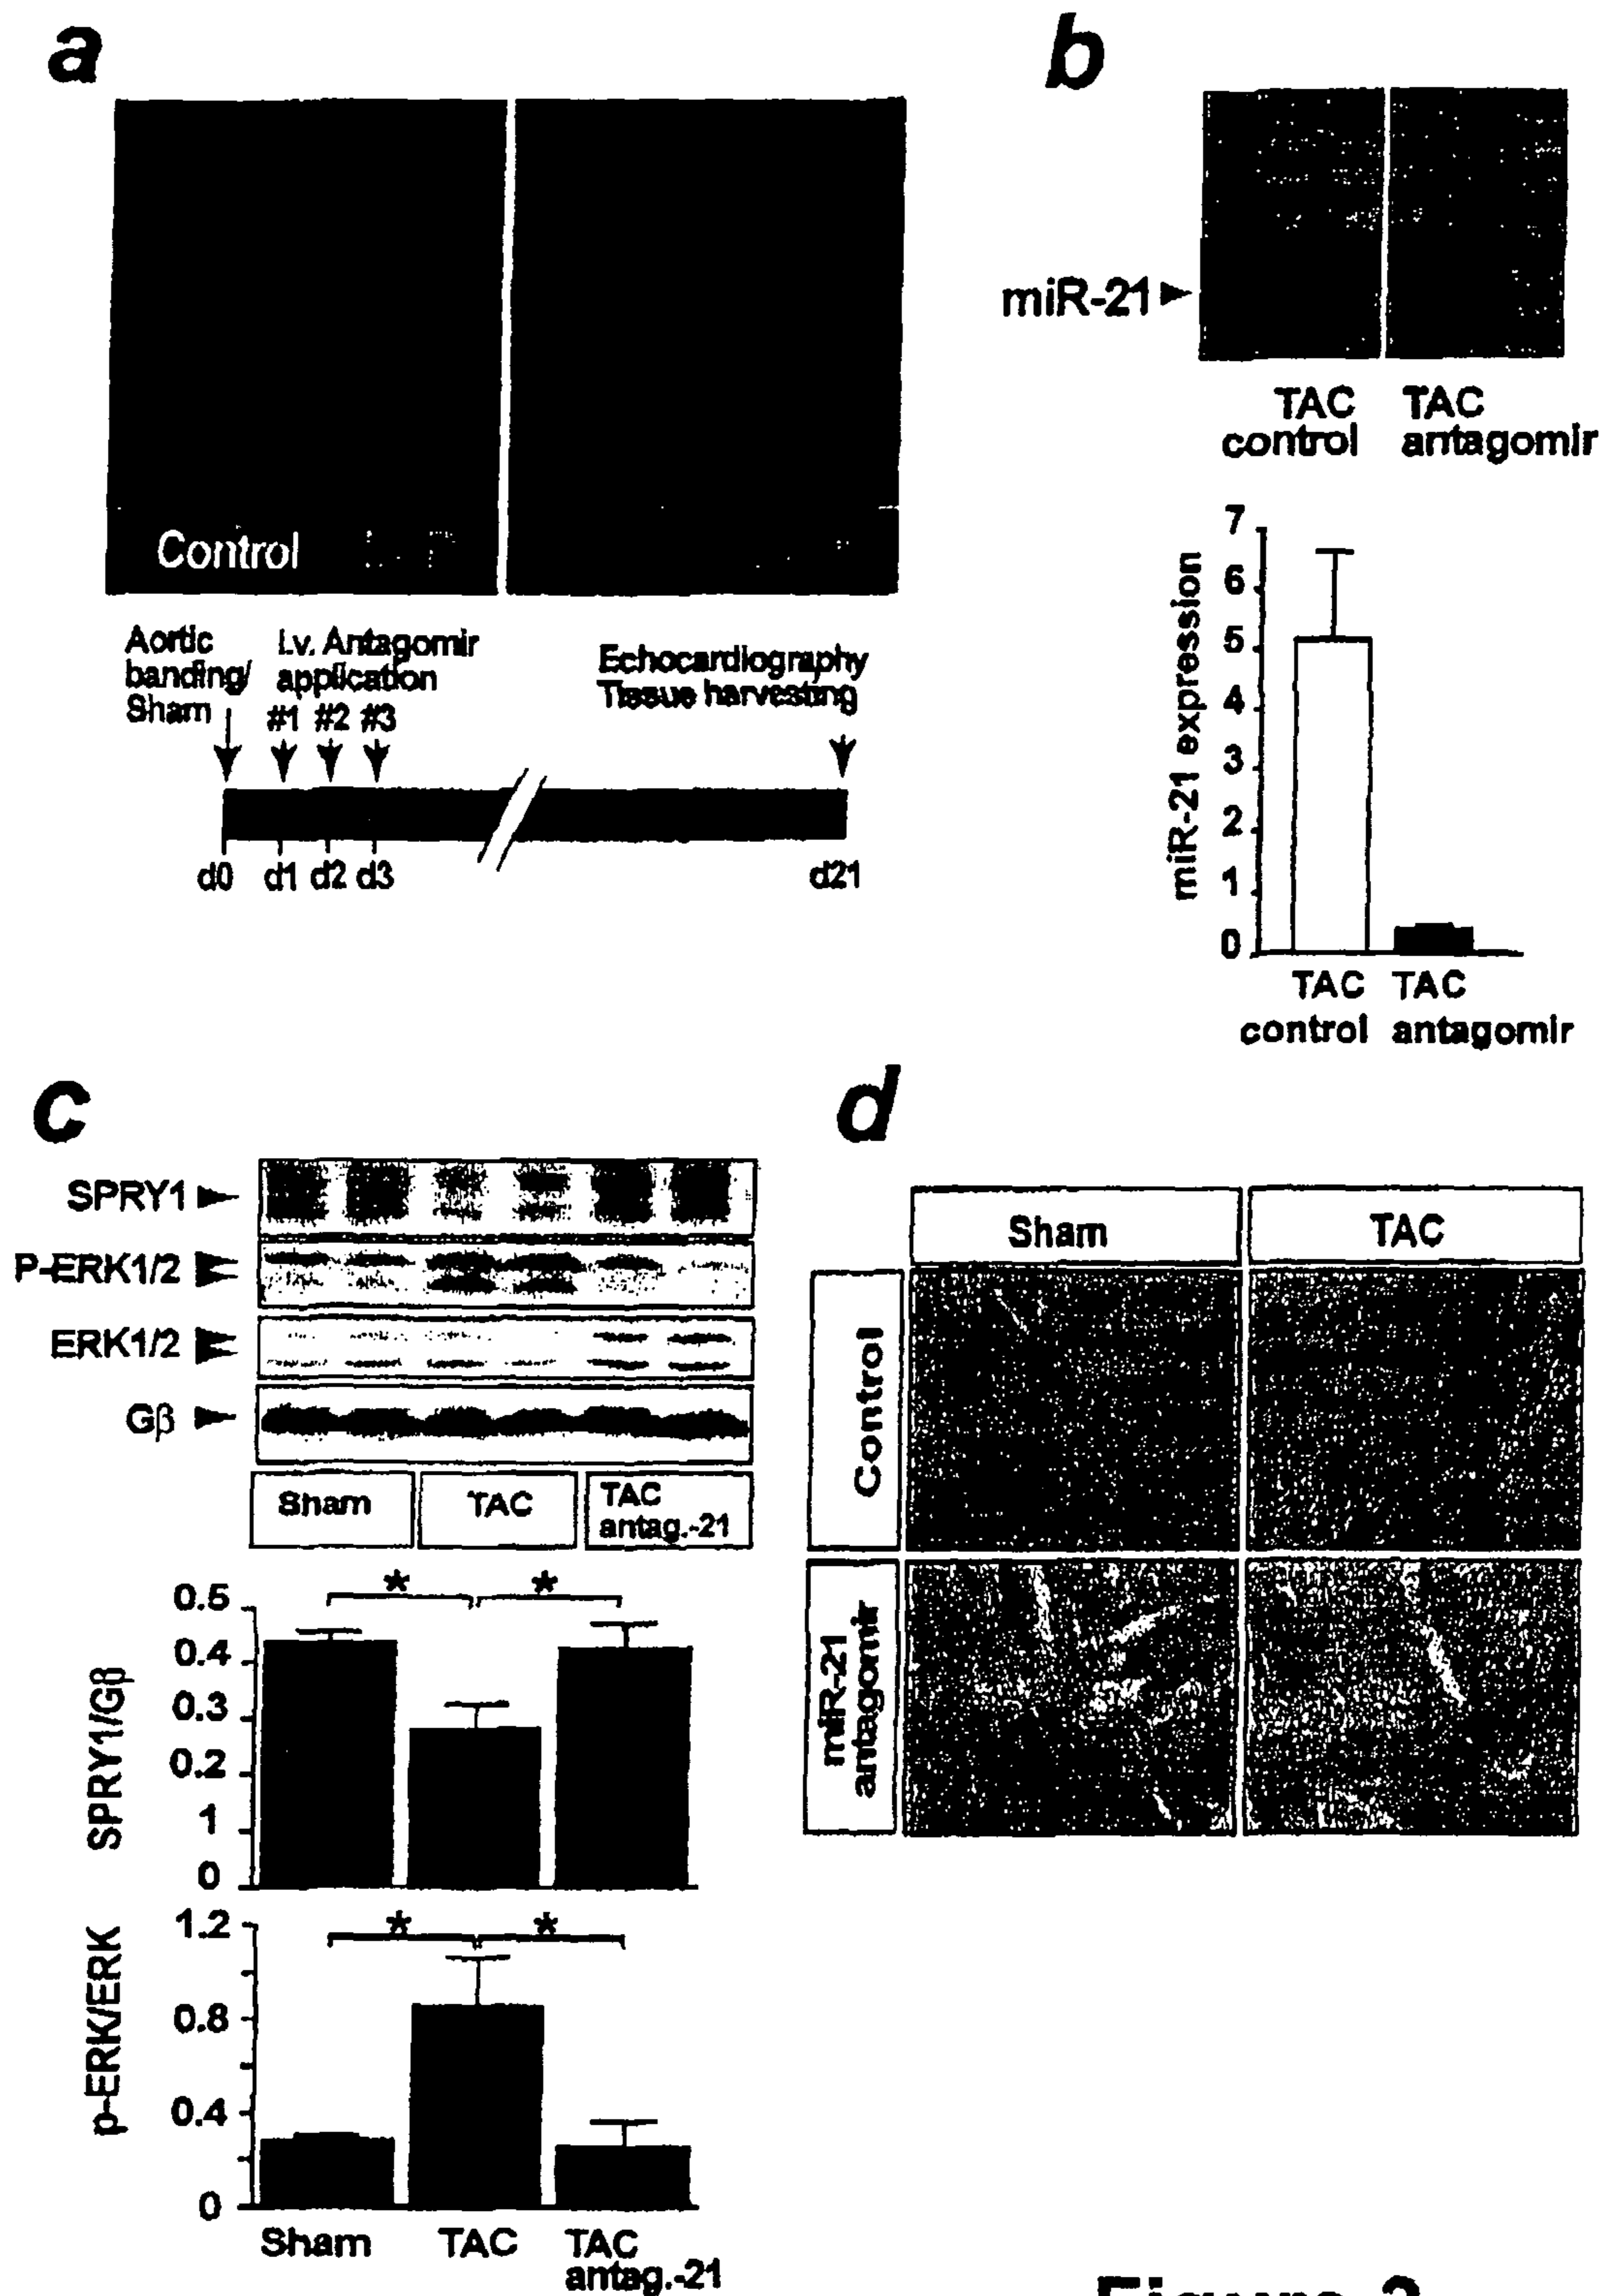 a
Control
Aortic
banding/
Sham
I.v. Antagomir
application
#1 #2 #3
Echocardiography
Tissue harvesting
d0 d1 d2 d3 d21
b
miR-21
TAC TAC
control antagomir
miR-21 expression
7
6
5
4
3
2
1
0
TAC TAC
control antagomir
c
SPRY1
P-ERK1/2
ERK1/2
Gβ
Sham TAC TAC
antag.-21
SPRY1/Gβ
* *
0.5
0.4
0.3
0.2
1
0
p-ERK/ERK
* *
1.2
0.8
0.4
0
Sham TAC TAC
antag.-21
d
Sham TAC
Control
miR-21
antagomir